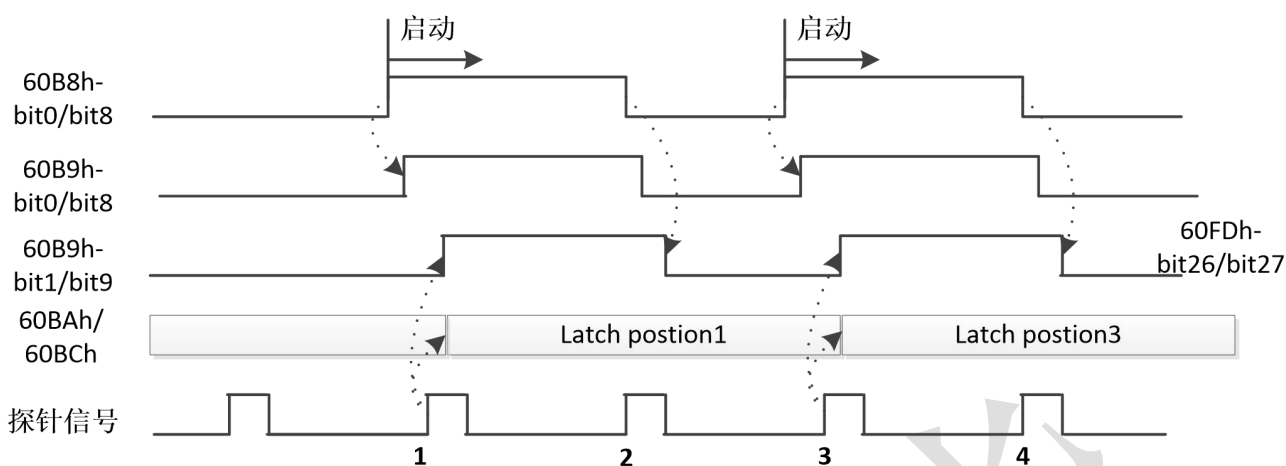 启动
启动
60B8h-
bit0/bit8
60B9h-
bit0/bit8
60B9h-
bit1/bit9
60FDh-
bit26/bit27
60BAh/
60BCh
Latch postion1
Latch postion3
探针信号
1
2
3
4